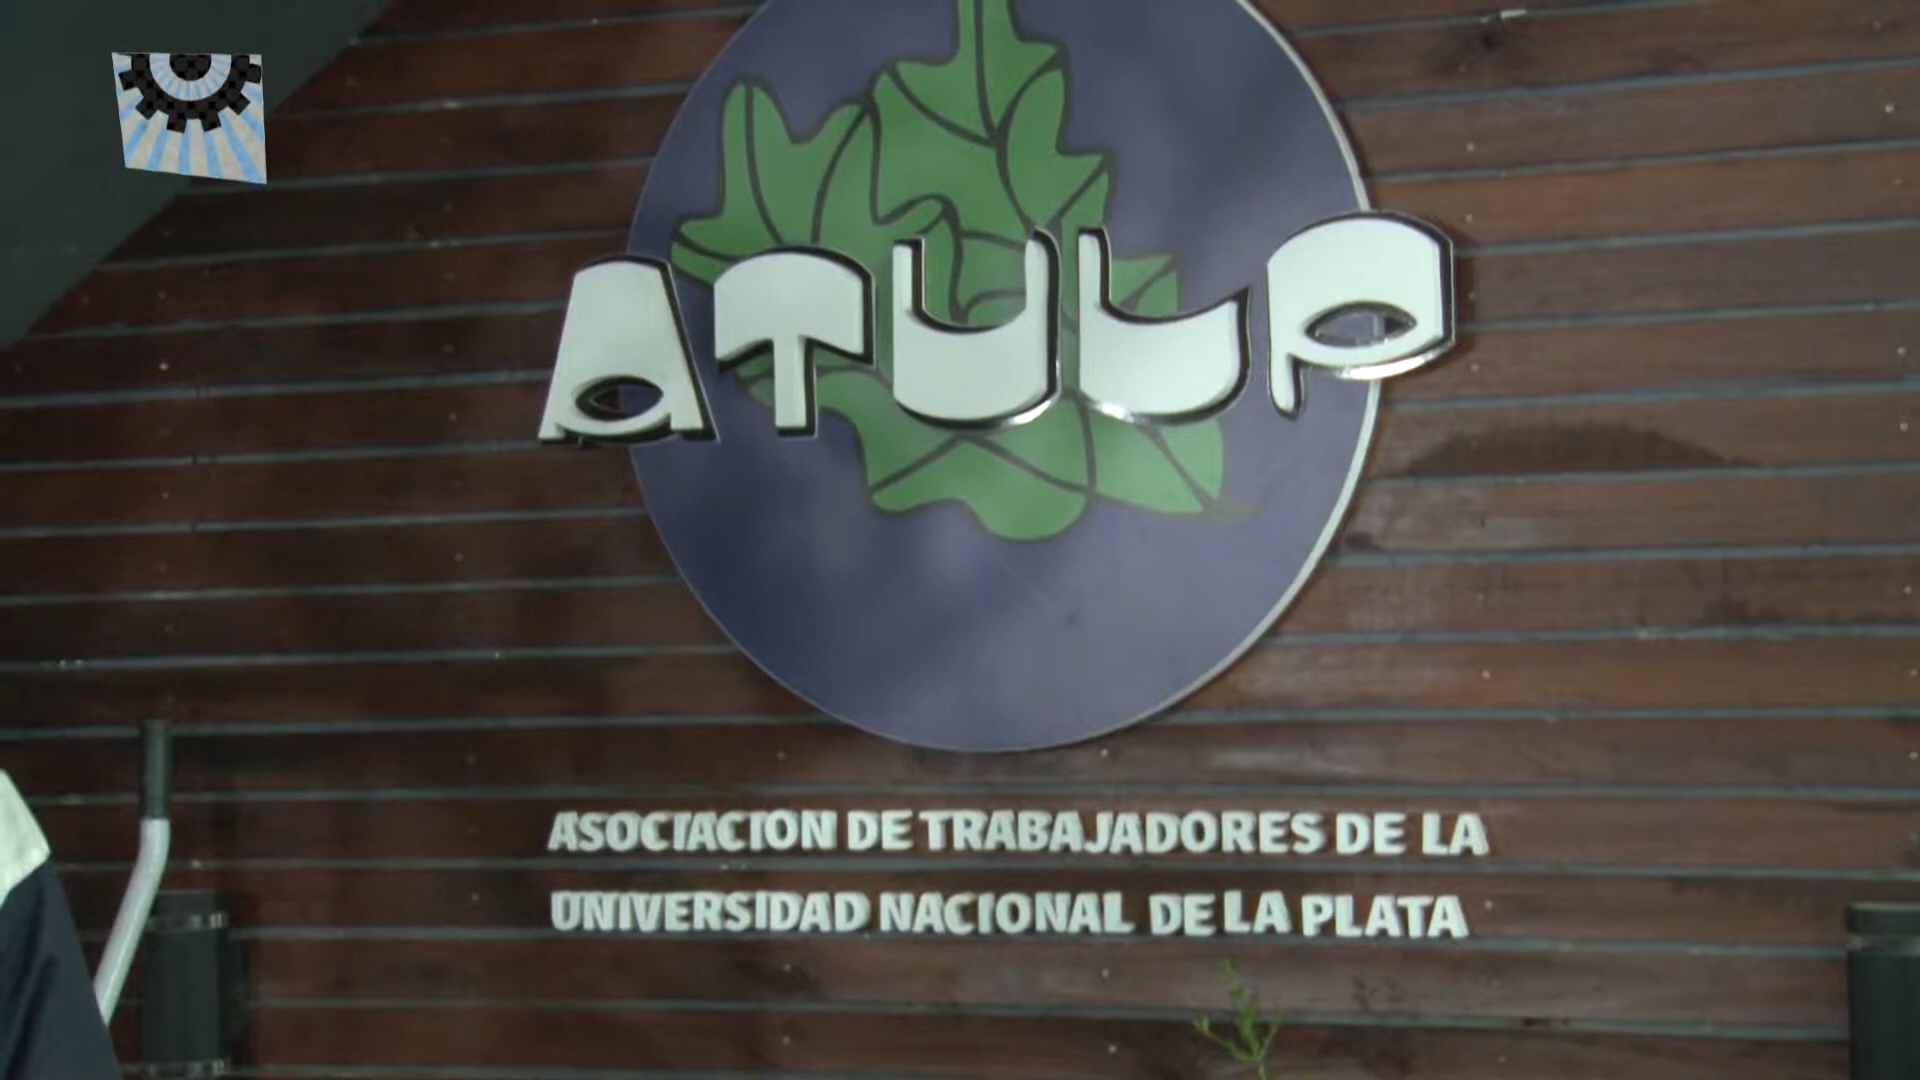 ATULP
ASOCIACION DE TRABAJADORES DE LA
UNIVERSIDAD NACIONAL DE LA PLATA